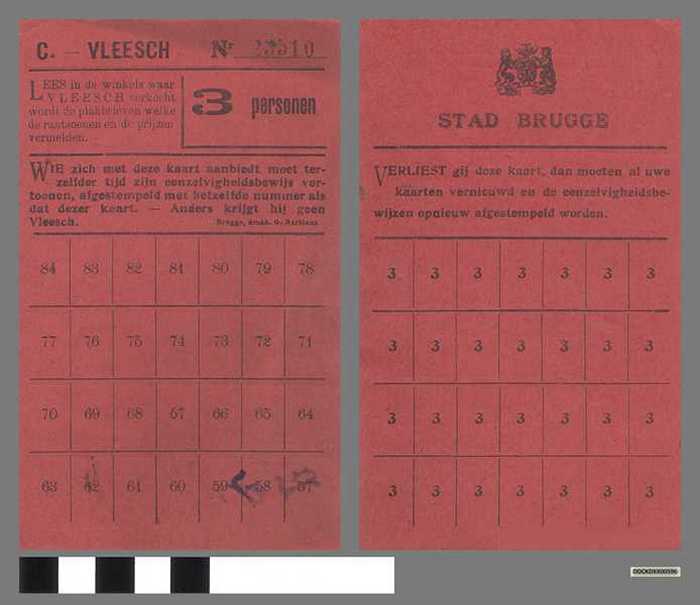 C. — VLEESCH Nr 23510
LEES in de winkels waar
VLEESCH verkocht
wordt de plakbrieven welke
de rantsoenen en de prijzen
vermelden.
3 personen
WIE zich met deze kaart aanbiedt moet ter-
zelfder tijd zijn eenzelvigheidsbewijs ver-
toonen, afgestempeld met hetzelfde nummer als
dat dezer kaart. — Anders krijgt hij geen
Vleesch. Brugge, drukk. G.
84 83 82 81 80 79 78
77 76 75 74 73 72 71
70 69 68 67 66 65 64
63 62 61 60 59 58 57
STAD BRUGGE
VERLIEST gij deze kaart, dan moeten al uwe
kaarten vernieuwd en de eenzelvigheidsbe-
wijzen opnieuw afgestempeld worden.
3 3 3 3 3 3 3
3 3 3 3 3 3 3
3 3 3 3 3 3 3
3 3 3 3 3 3 3